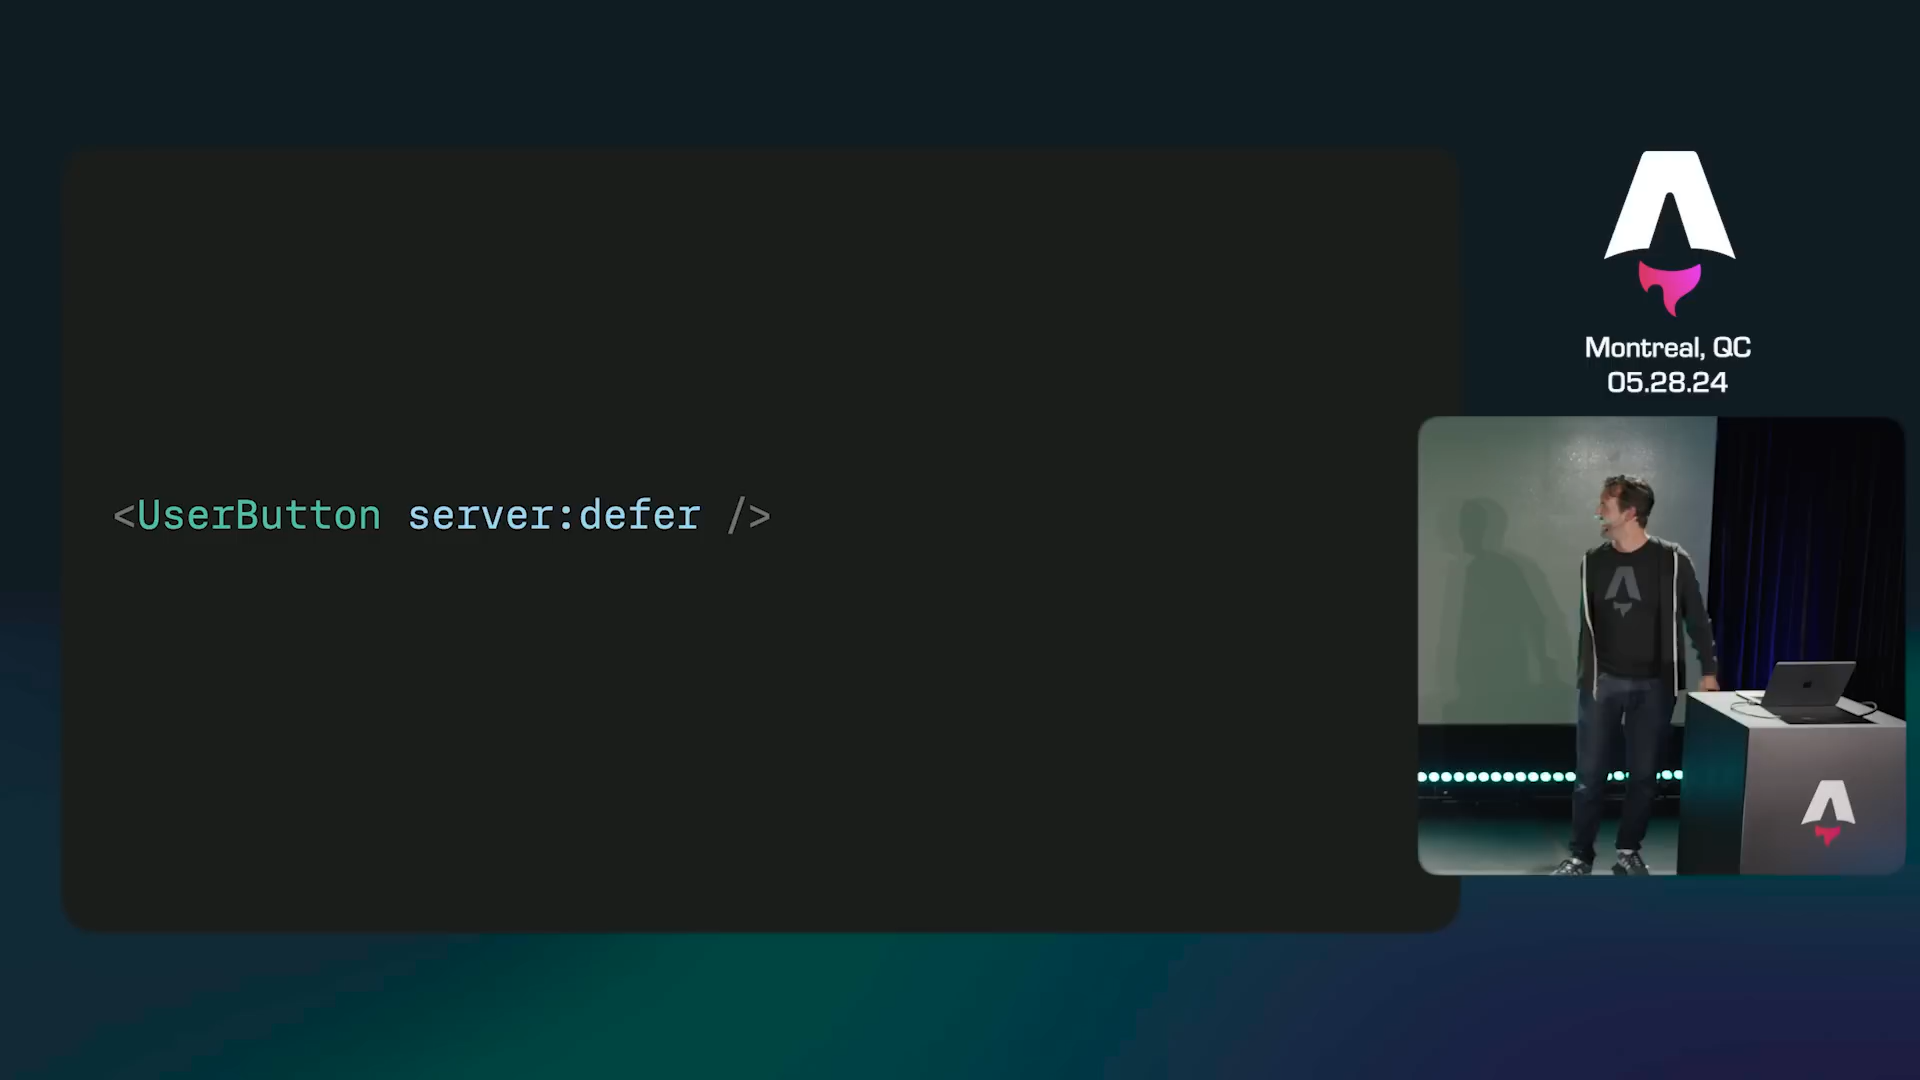 <UserButton server:defer />
Montreal, QC
05.28.24